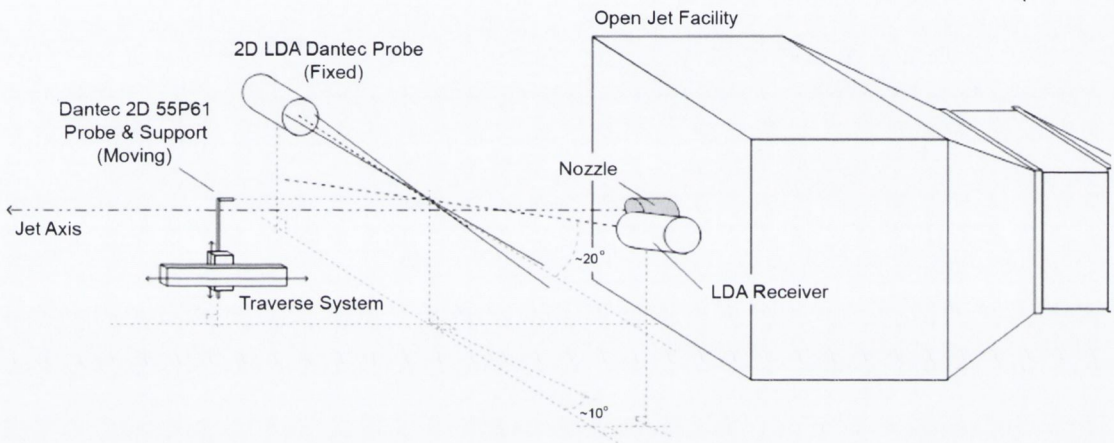 Open Jet Facility
2D LDA Dantec Probe
(Fixed)
Dantec 2D 55P61
Probe & Support
(Moving)
Nozzle
Jet Axis
~20°
LDA Receiver
Traverse System
~10°